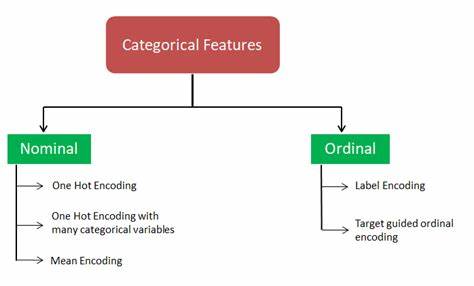 Categorical Features
Nominal
One Hot Encoding
One Hot Encoding with
many categorical variables
Mean Encoding
Ordinal
Label Encoding
Target guided ordinal
encoding